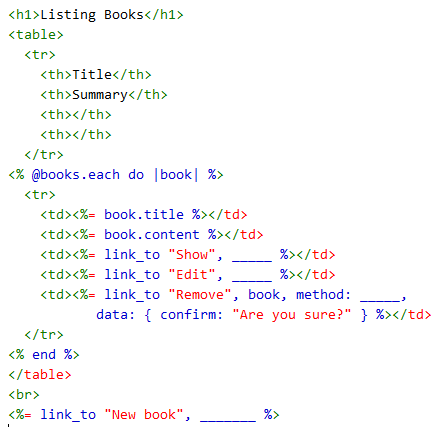 <h1>Listing Books</h1>
<table>
  <tr>
    <th>Title</th>
    <th>Summary</th>
    <th></th>
    <th></th>
  </tr>
<% @books.each do |book| %>
  <tr>
    <td><%= book.title %></td>
    <td><%= book.content %></td>
    <td><%= link_to "Show", _____ %></td>
    <td><%= link_to "Edit", _____ %></td>
    <td><%= link_to "Remove", book, method: _____,
           data: { confirm: "Are you sure?" } %></td>
  </tr>
<% end %>
</table>
<br>
<%= link_to "New book", _______ %>